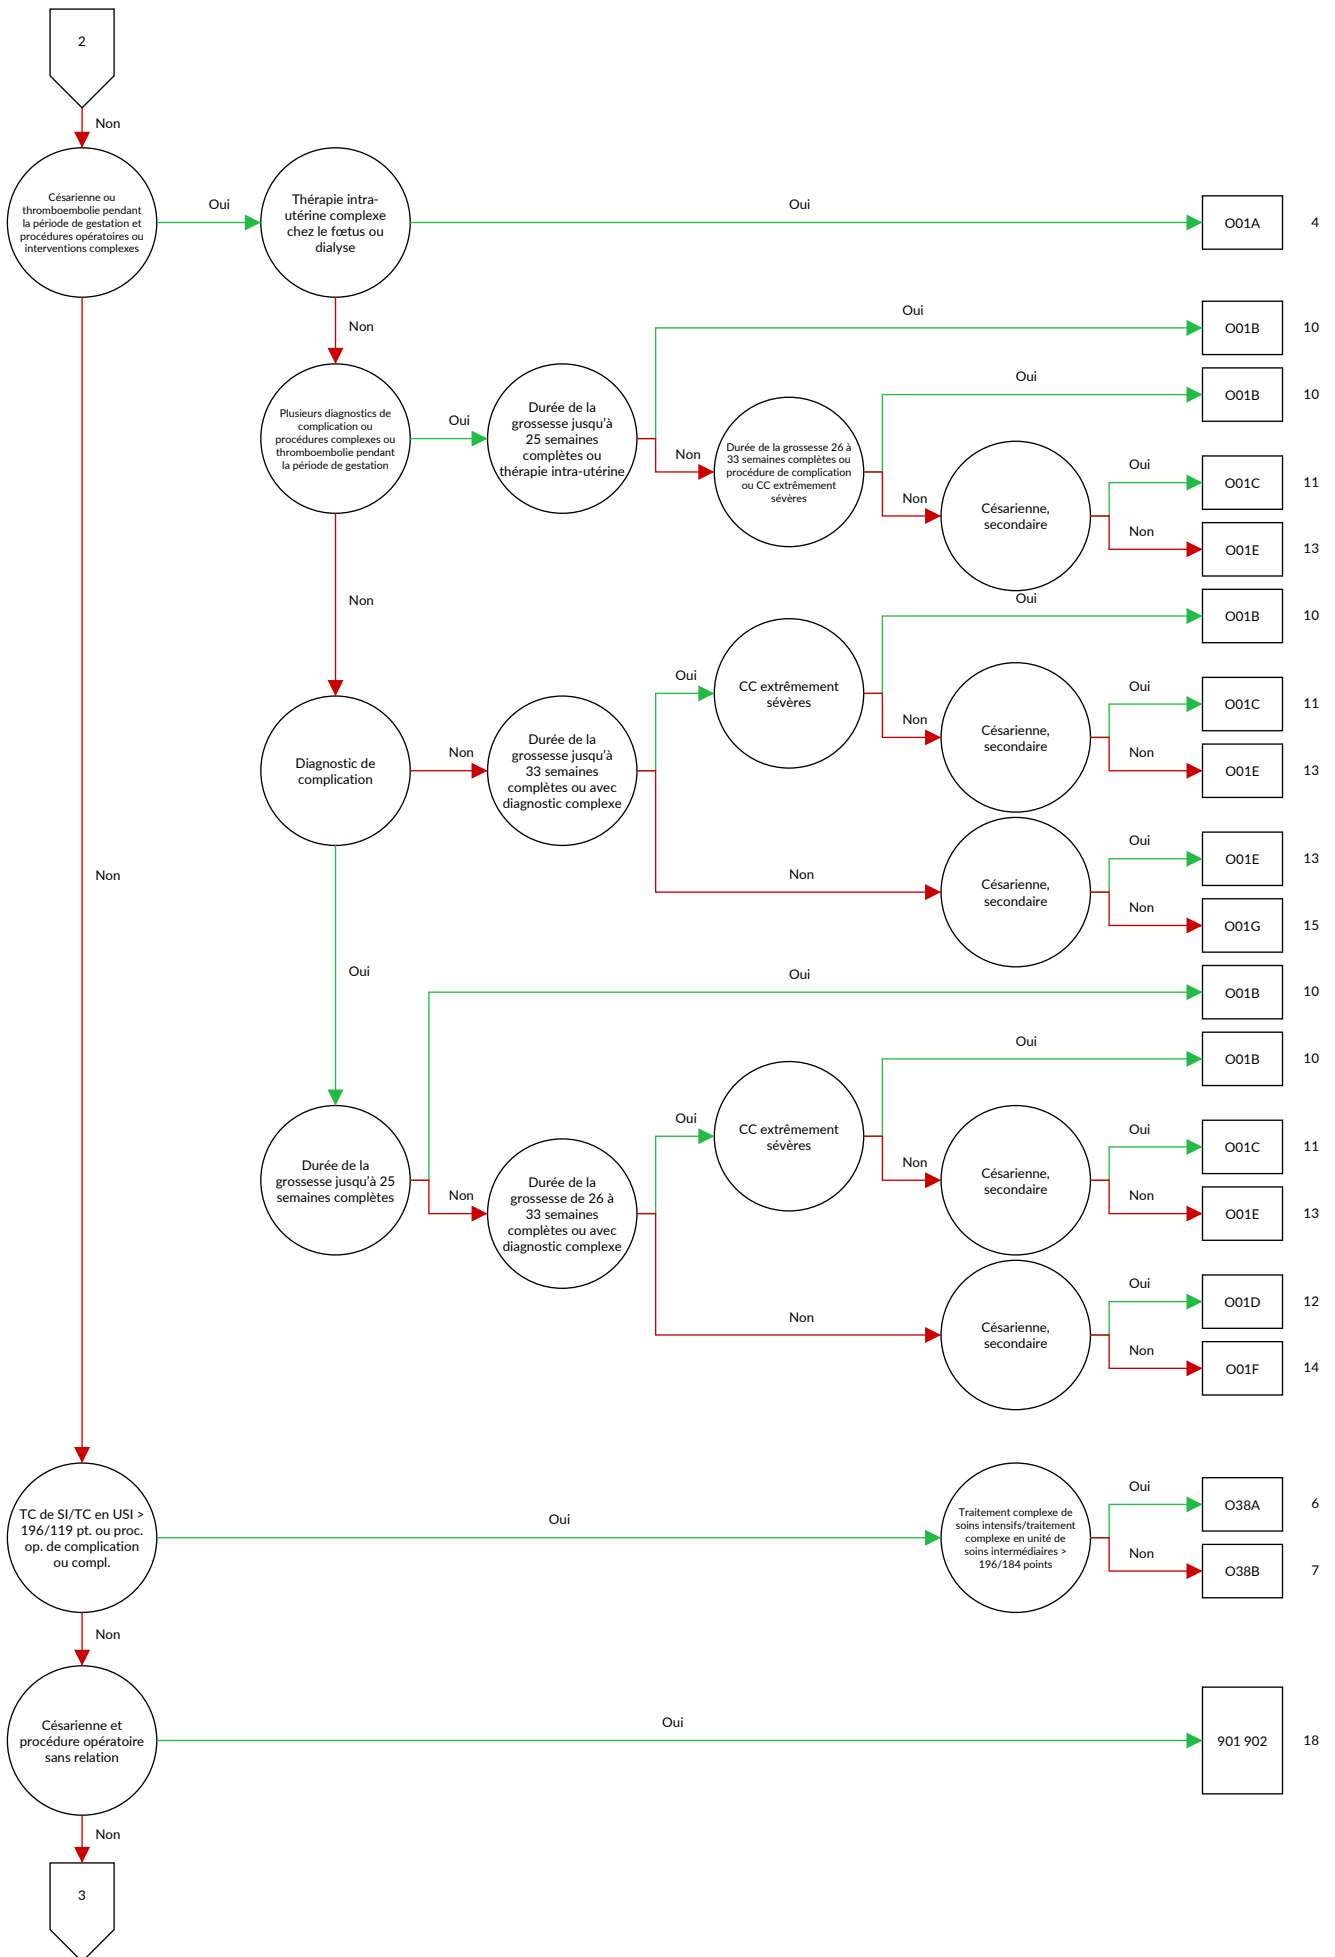 2
Non
Césarienne ou
thromboembolie pendant
la période de gestation et
procédures opératoires ou
interventions complexes
Oui
Thérapie intra-
utérine complexe
chez le fœtus ou
dialyse
Oui
O01A
4
Non
Plusieurs diagnostics de
complication ou
procédures complexes ou
thromboembolie pendant
la période de gestation
Oui
Durée de la
grossesse jusqu'à
25 semaines
complètes ou
thérapie intra-utérine
Oui
O01B
10
Non
Durée de la grossesse 26 à
33 semaines complètes ou
procédure de complication
ou CC extrêmement
sévères
Oui
O01B
10
Non
Césarienne,
secondaire
Oui
O01C
11
Non
O01E
13
Non
Diagnostic de
complication
Non
Durée de la
grossesse jusqu'à
33 semaines
complètes ou avec
diagnostic complexe
Oui
CC extrêmement
sévères
Oui
O01B
10
Non
Césarienne,
secondaire
Oui
O01C
11
Non
O01E
13
Non
Césarienne,
secondaire
Oui
O01E
13
Non
O01G
15
Oui
Durée de la
grossesse jusqu'à 25
semaines complètes
Oui
O01B
10
Non
Durée de la
grossesse de 26 à
33 semaines
complètes ou avec
diagnostic complexe
Oui
CC extrêmement
sévères
Oui
O01B
10
Non
Césarienne,
secondaire
Oui
O01C
11
Non
O01E
13
Non
Césarienne,
secondaire
Oui
O01D
12
Non
O01F
14
Non
TC de SI/TC en USI >
196/119 pt. ou proc.
op. de complication
ou compl.
Oui
Traitement complexe de
soins intensifs/traitement
complexe en unité de
soins intermédiaires >
196/184 points
Oui
O38A
6
Non
O38B
7
Non
Césarienne et
procédure opératoire
sans relation
Oui
901 902
18
Non
3